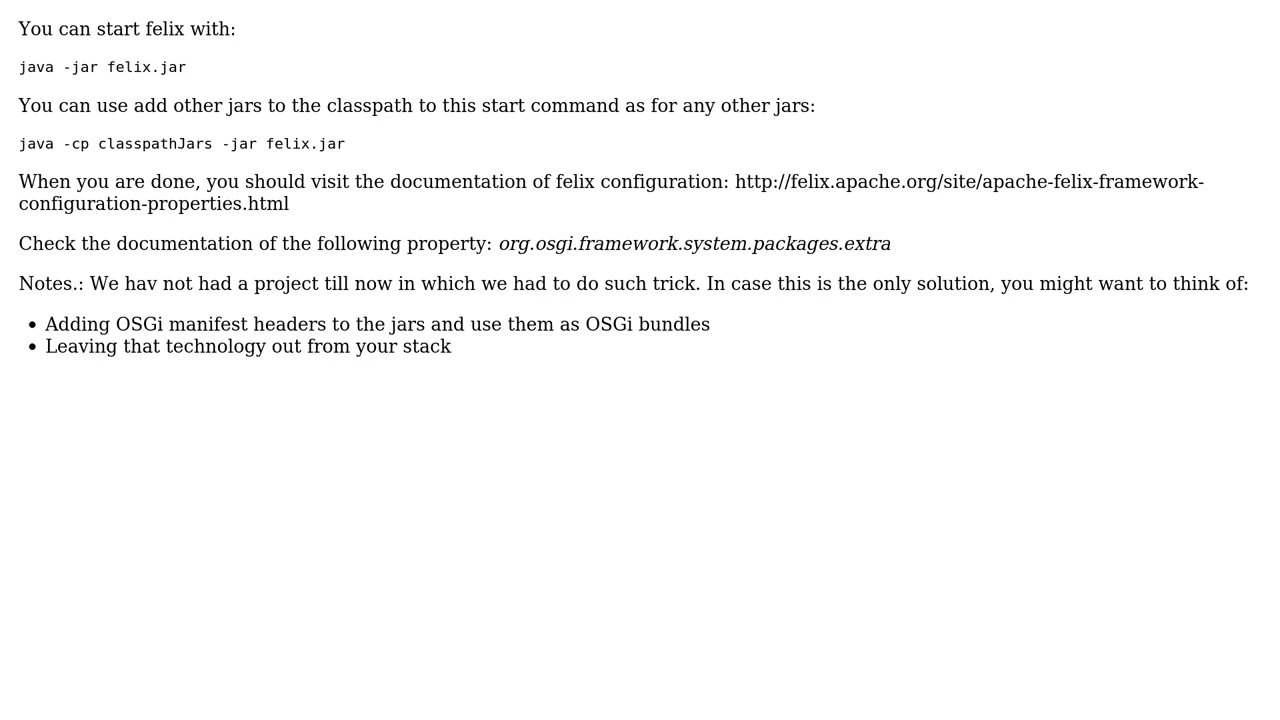 You can start felix with:
java -jar felix.jar
You can use add other jars to the classpath to this start command as for any other jars:
java -cp classpathJars -jar felix.jar
When you are done, you should visit the documentation of felix configuration: http://felix.apache.org/site/apache-felix-framework-
configuration-properties.html
Check the documentation of the following property: org.osgi.framework.system.packages.extra
Notes.: We hav not had a project till now in which we had to do such trick. In case this is the only solution, you might want to think of:
• Adding OSGi manifest headers to the jars and use them as OSGi bundles
• Leaving that technology out from your stack